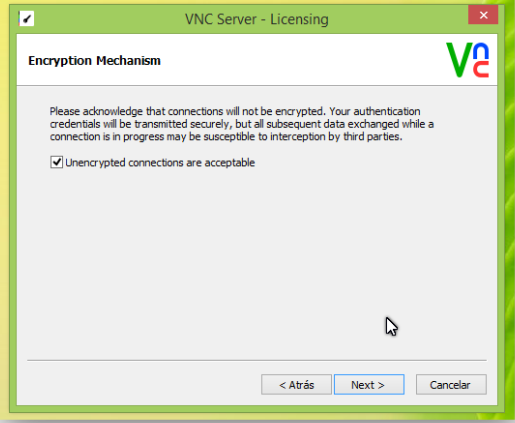 VNC Server - Licensing
Encryption Mechanism
VNC
Please acknowledge that connections will not be encrypted. Your authentication
credentials will be transmitted securely, but all subsequent data exchanged while a
connection is in progress may be susceptible to interception by third parties.
Unencrypted connections are acceptable
< Atrás Next > Cancelar